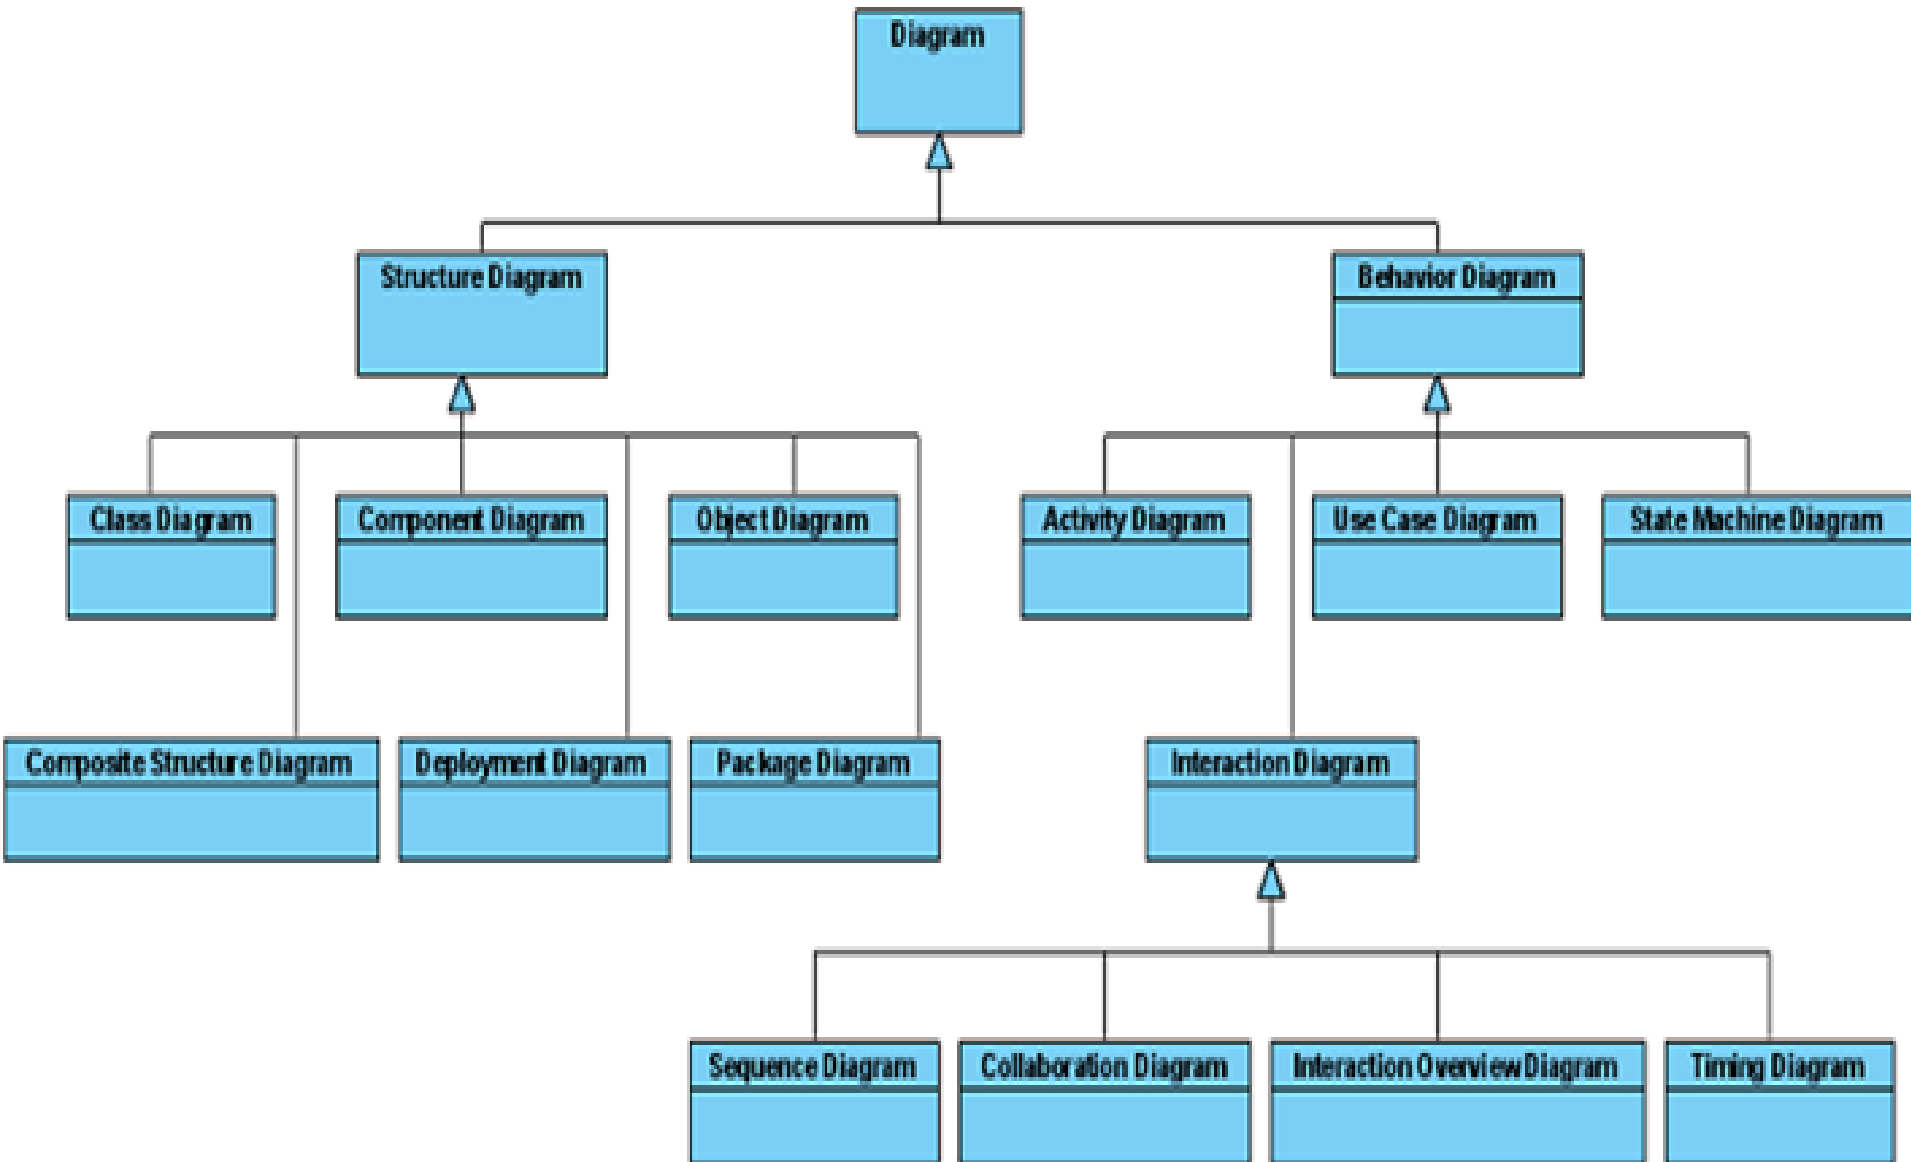 Diagram
Structure Diagram
Behavior Diagram
Class Diagram
Component Diagram
Object Diagram
Activity Diagram
Use Case Diagram
State Machine Diagram
Composite Structure Diagram
Deployment Diagram
Package Diagram
Interaction Diagram
Sequence Diagram
Collaboration Diagram
Interaction Overview Diagram
Timing Diagram